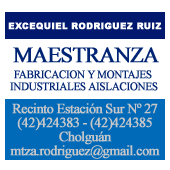 EXCEQUIEL RODRIGUEZ RUIZ
MAESTRANZA
FABRICACION Y MONTAJES
INDUSTRIALES AISLACIONES
Recinto Estación Sur Nº 27
(42)424383 - (42)424385
Cholguán
mtza.rodriguez@gmail.com